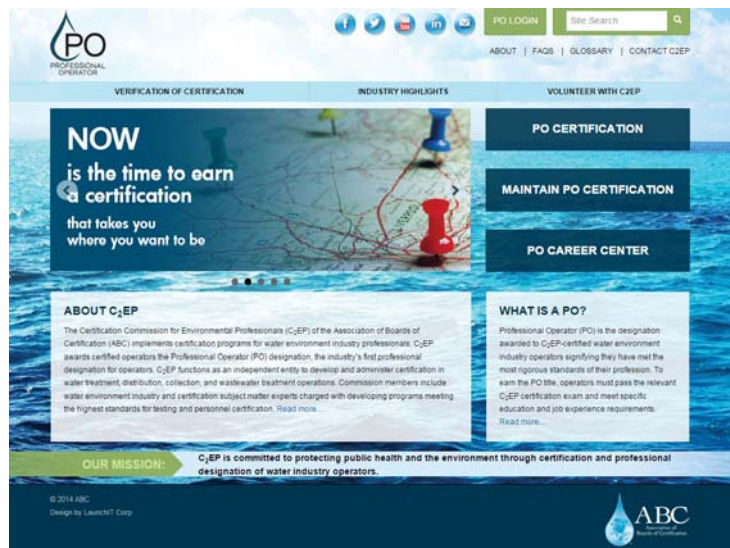 PO LOGIN
Site Search
PO
PROFESSIONAL
OPERATOR
ABOUT | FAQS | GLOSSARY | CONTACT C2EP
VERIFICATION OF CERTIFICATION
INDUSTRY HIGHLIGHTS
VOLUNTEER WITH C2EP
NOW
is the time to earn
a certification
that takes you
where you want to be
PO CERTIFICATION
MAINTAIN PO CERTIFICATION
PO CAREER CENTER
ABOUT C₂EP
The Certification Commission for Environmental Professionals (C₂EP) of the Association of Boards of
Certification (ABC) implements certification programs for water environment industry professionals. C₂EP
awards certified operators the Professional Operator (PO) designation, the industry's first professional
designation for operators. C₂EP functions as an independent entity to develop and administer certification in
water treatment, distribution, collection, and wastewater treatment operations. Commission members include
water environment industry and certification subject matter experts charged with developing programs meeting
the highest standards for testing and personnel certification. Read more...
WHAT IS A PO?
Professional Operator (PO) is the designation
awarded to C₂EP-certified water environment
industry operators signifying they have met the
most rigorous standards of their profession. To
earn the PO title, operators must pass the relevant
C₂EP certification exam and meet specific
education and job experience requirements.
Read more...
OUR MISSION:
C₂EP is committed to protecting public health and the environment through certification and professional
designation of water industry operators.
© 2014 ABC
Design by LaunchIT Corp
ABC
Association of
Boards of Certification